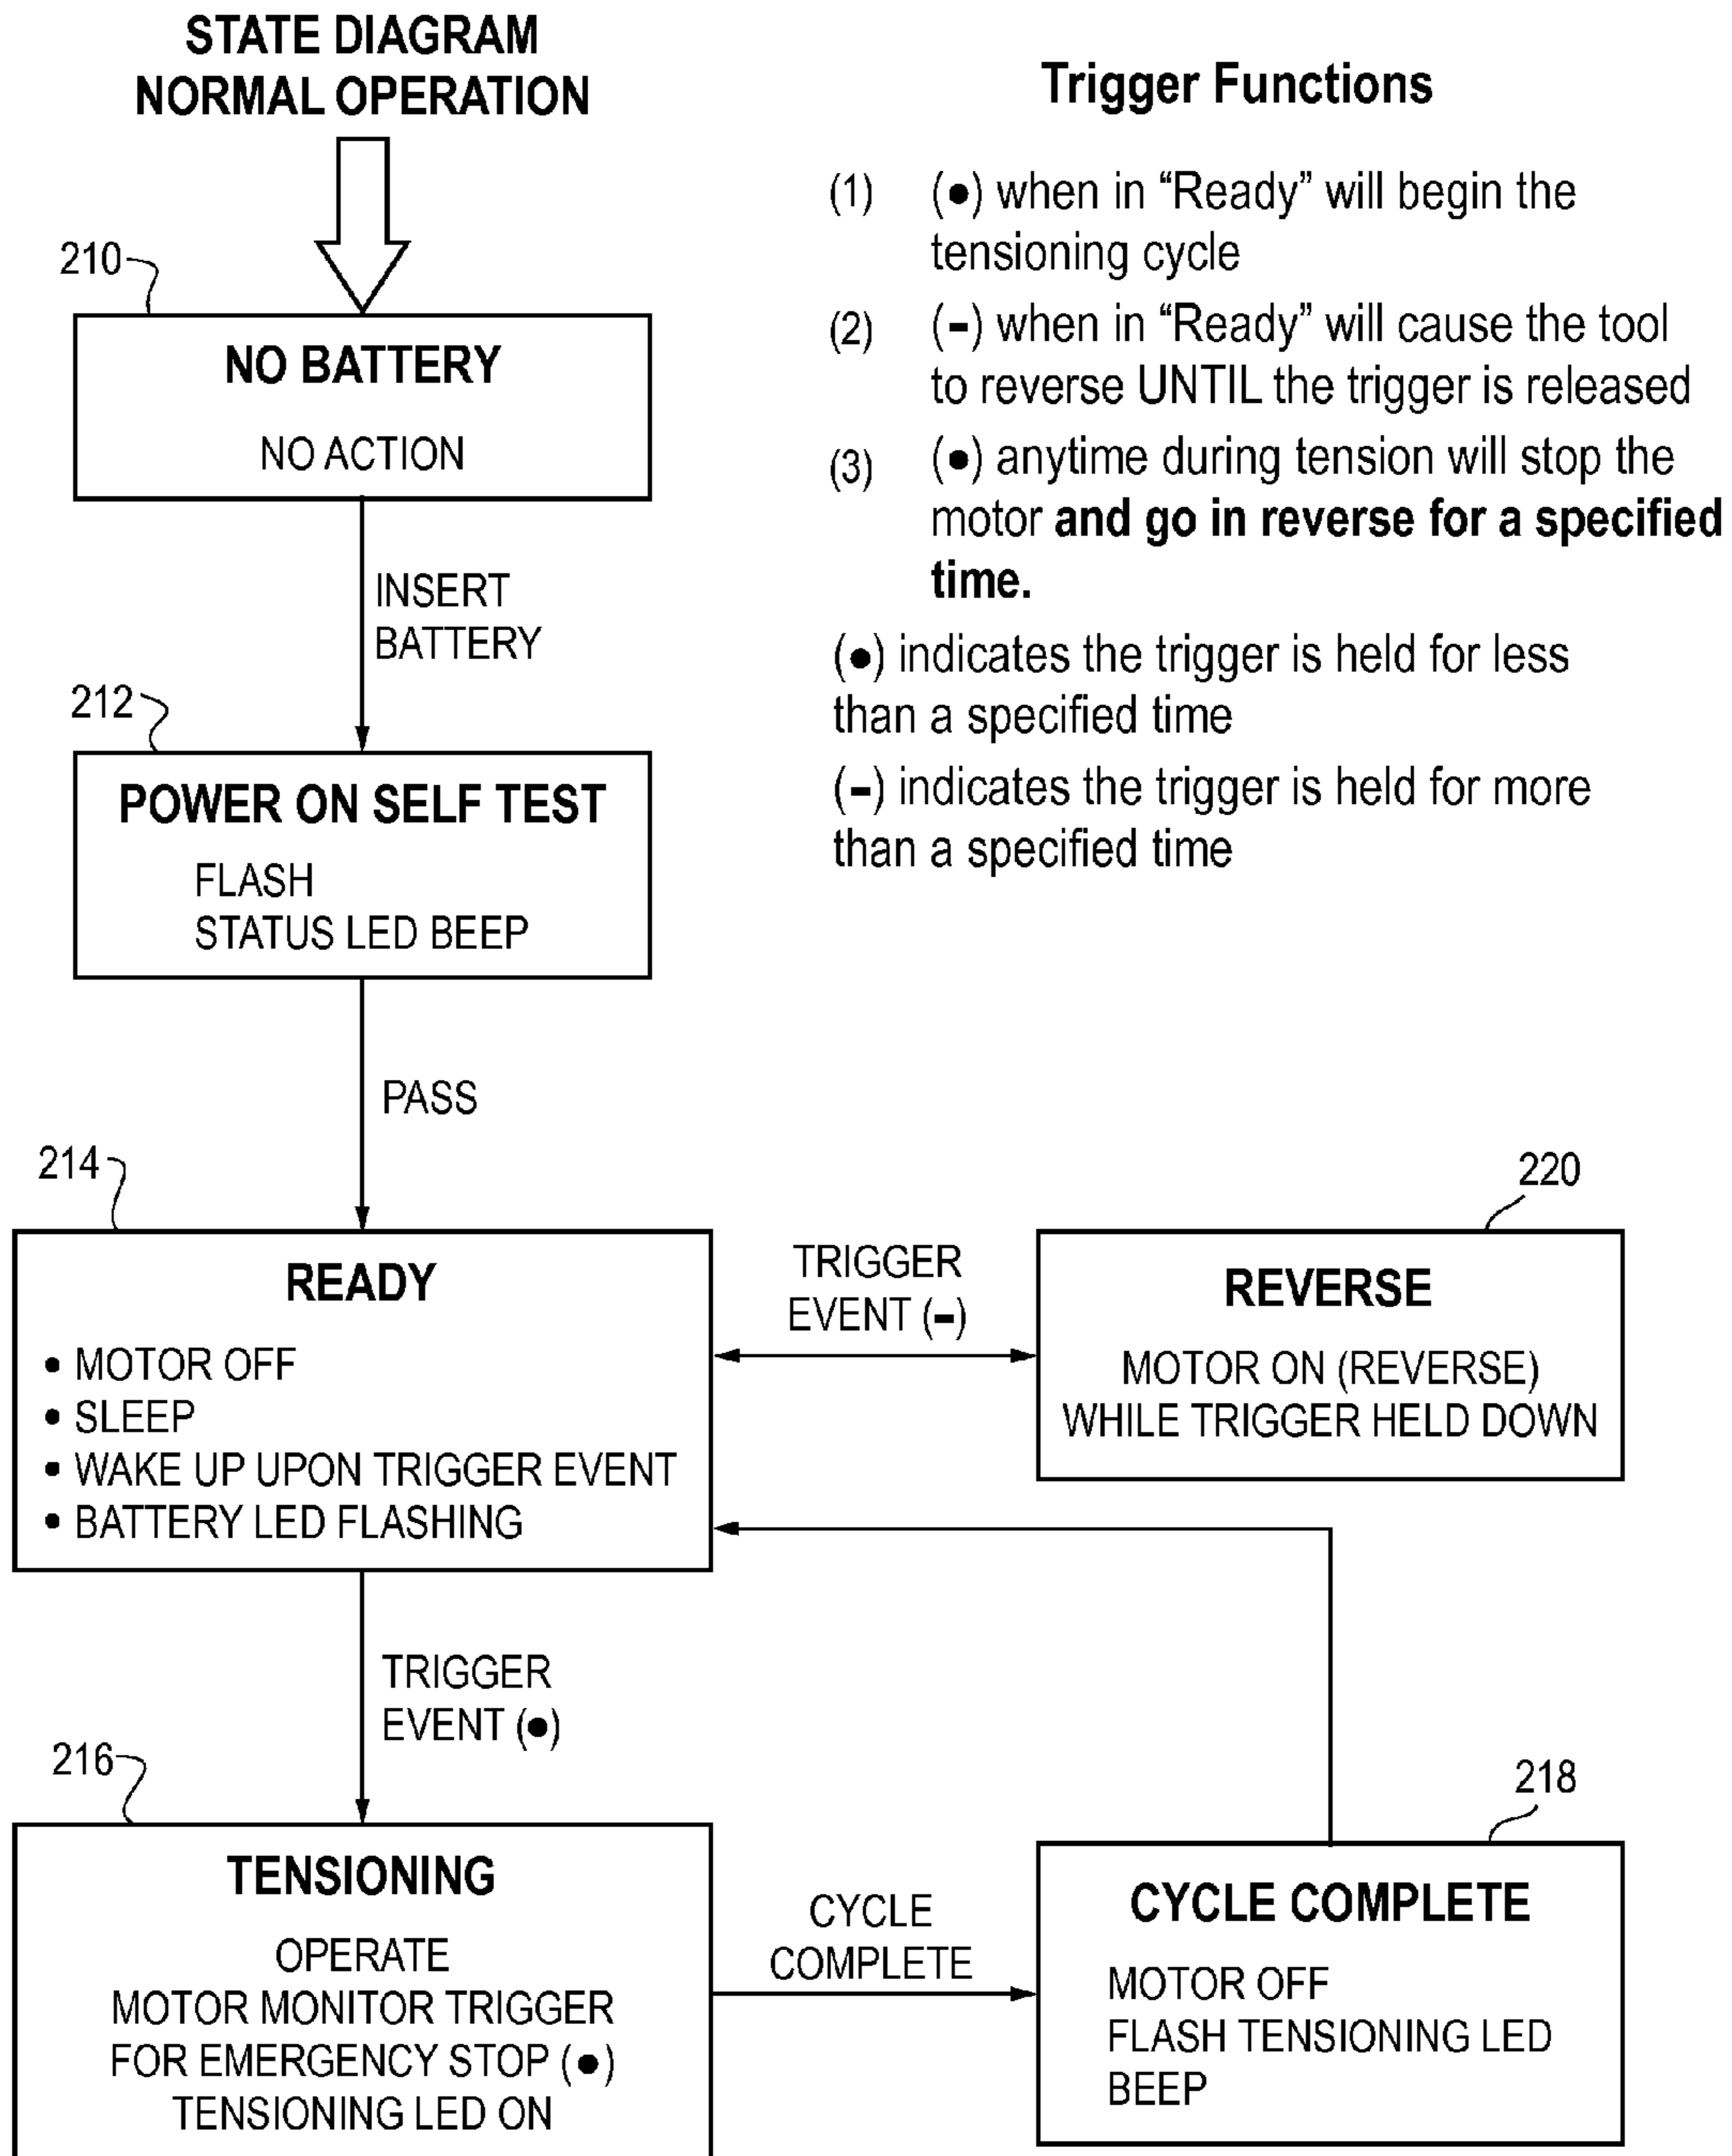 STATE DIAGRAM
NORMAL OPERATION
210
NO BATTERY
NO ACTION
INSERT
BATTERY
212
POWER ON SELF TEST
FLASH
STATUS LED BEEP
PASS
214
READY
• MOTOR OFF
• SLEEP
• WAKE UP UPON TRIGGER EVENT
• BATTERY LED FLASHING
TRIGGER
EVENT (-)
220
REVERSE
MOTOR ON (REVERSE)
WHILE TRIGGER HELD DOWN
TRIGGER
EVENT (●)
216
TENSIONING
OPERATE
MOTOR MONITOR TRIGGER
FOR EMERGENCY STOP (●)
TENSIONING LED ON
CYCLE
COMPLETE
218
CYCLE COMPLETE
MOTOR OFF
FLASH TENSIONING LED
BEEP
Trigger Functions
(1) (●) when in “Ready” will begin the
tensioning cycle
(2) (-) when in “Ready” will cause the tool
to reverse UNTIL the trigger is released
(3) (●) anytime during tension will stop the
motor and go in reverse for a specified
time.
(●) indicates the trigger is held for less
than a specified time
(-) indicates the trigger is held for more
than a specified time